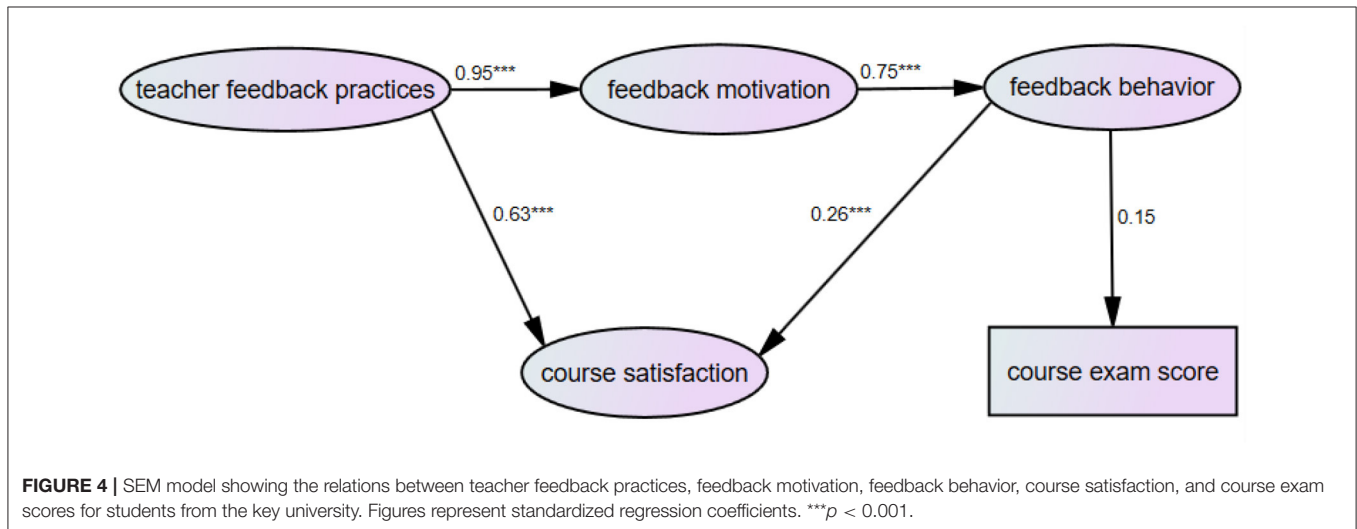 0.95***
0.75***
teacher feedback practices
feedback motivation
feedback behavior
0.63***
0.26***
0.15
course satisfaction
course exam score
FIGURE 4 | SEM model showing the relations between teacher feedback practices, feedback motivation, feedback behavior, course satisfaction, and course exam
scores for students from the key university. Figures represent standardized regression coefficients. ***p < 0.001.